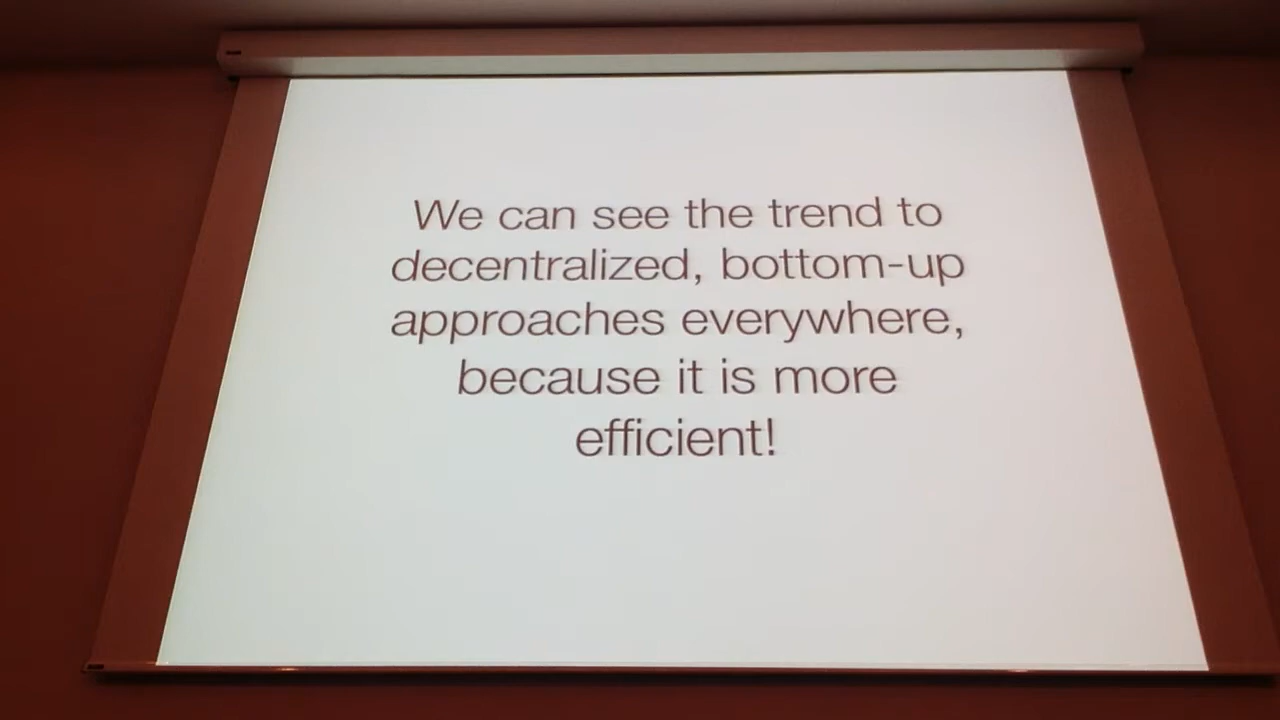 We can see the trend to
decentralized, bottom-up
approaches everywhere,
because it is more
efficient!